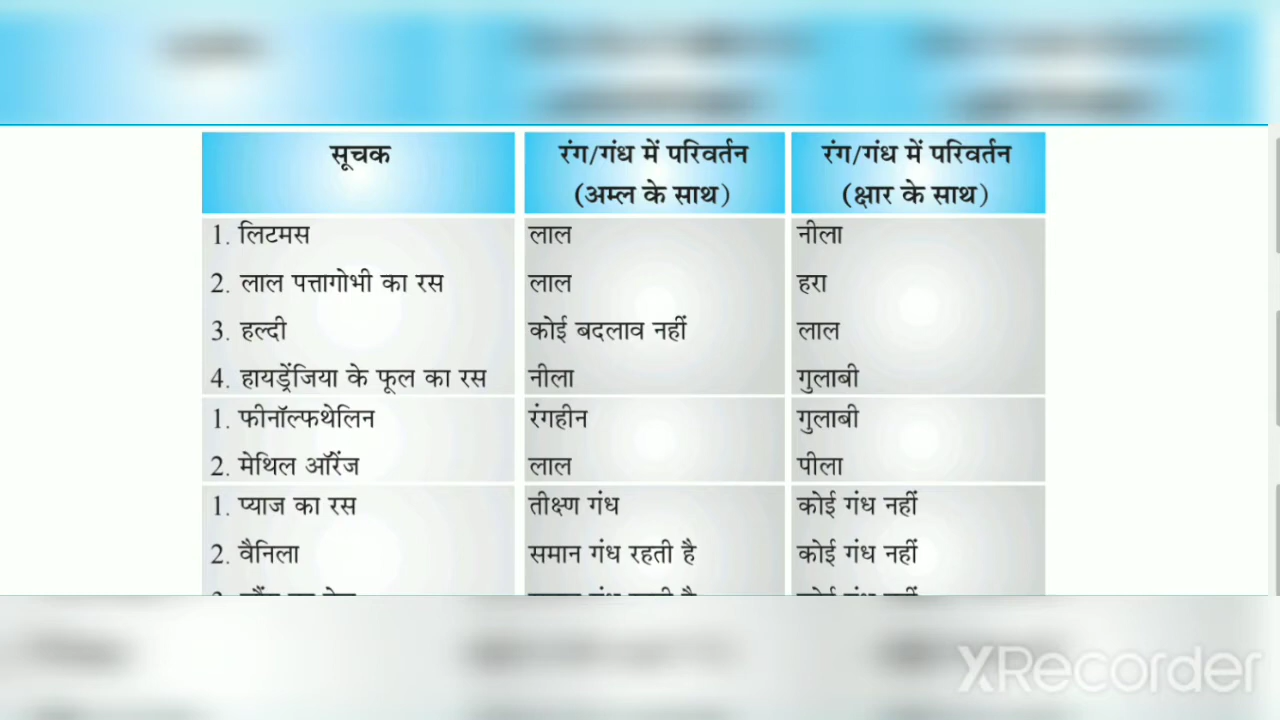 सूचक रंग/गंध में परिवर्तन रंग/गंध में परिवर्तन
(अम्ल के साथ) (क्षार के साथ)
1. लिटमस लाल नीला
2. लाल पत्तागोभी का रस लाल हरा
3. हल्दी कोई बदलाव नहीं लाल
4. हायड्रेंजिया के फूल का रस नीला गुलाबी
1. फीनॉल्फथेलिन रंगहीन गुलाबी
2. मेथिल ऑरेंज लाल पीला
1. प्याज का रस तीक्ष्ण गंध कोई गंध नहीं
2. वैनिला समान गंध रहती है कोई गंध नहीं
XRecorder